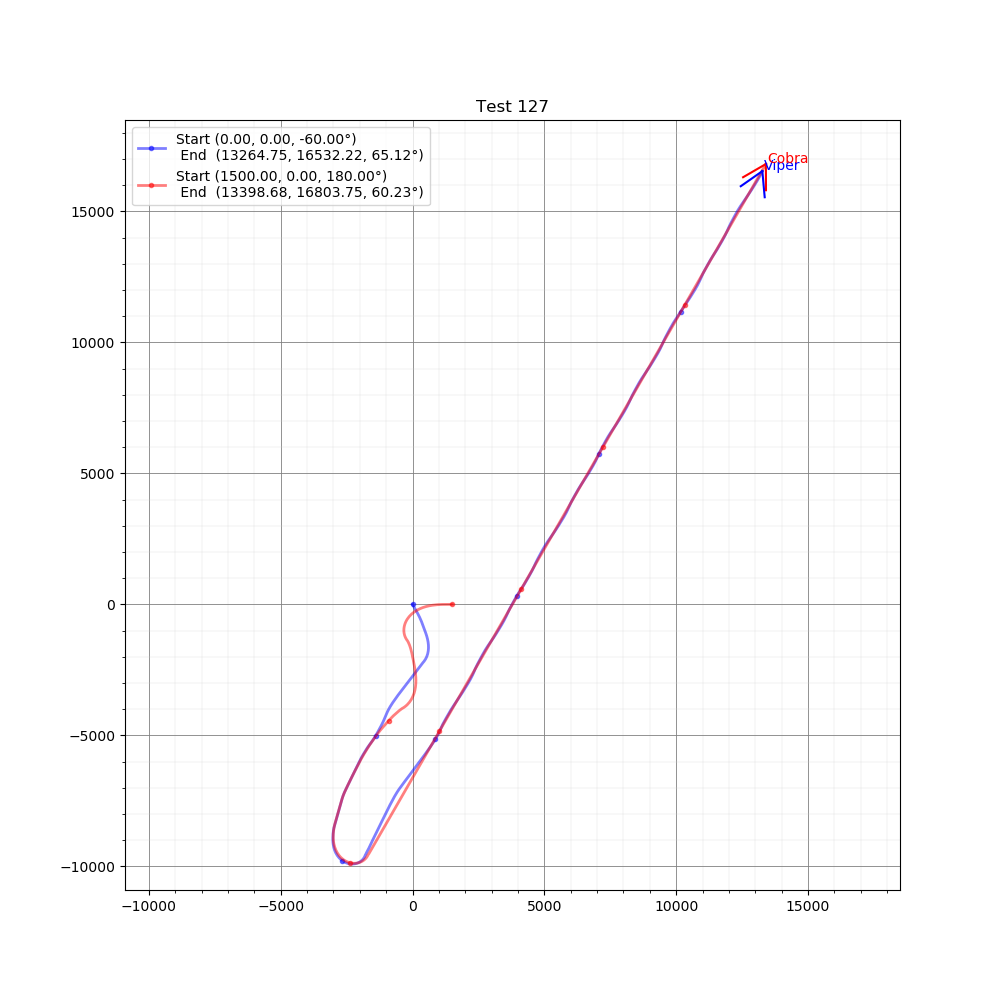 Test 127
Start (0.00, 0.00, -60.00°)
End (13264.75, 16532.22, 65.12°)
Start (1500.00, 0.00, 180.00°)
End (13398.68, 16803.75, 60.23°)
Cobra
Viper
15000
10000
5000
0
−5000
−10000
−10000 −5000 0 5000 10000 15000